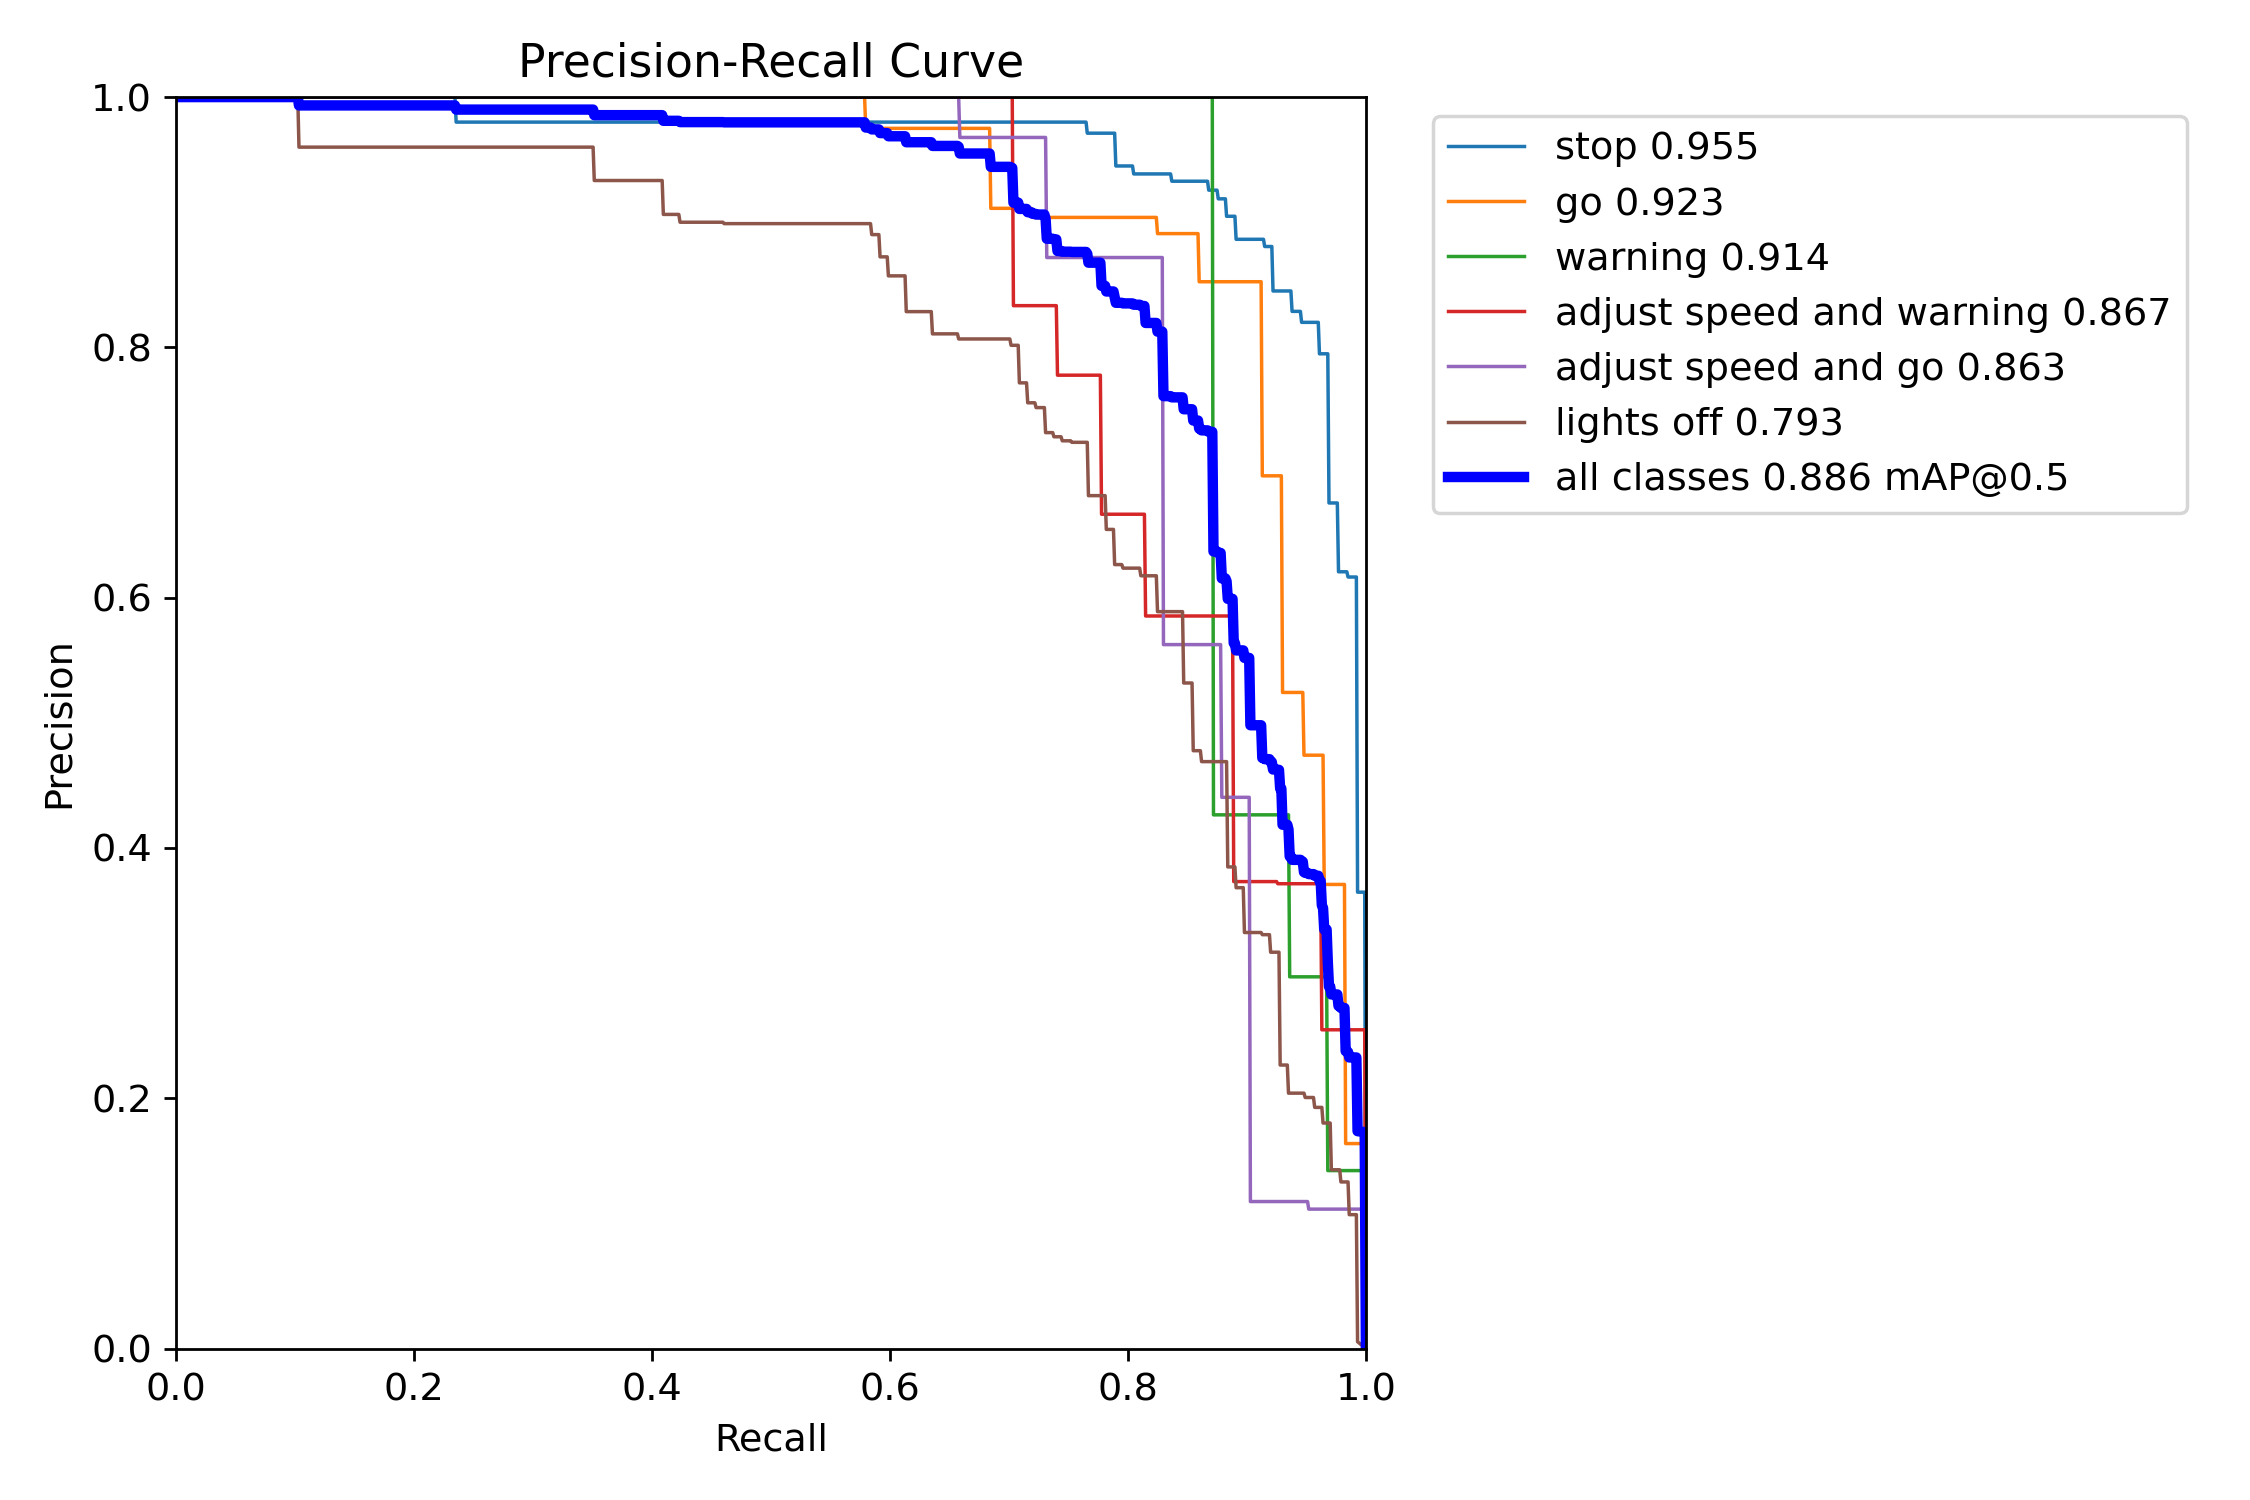 Precision-Recall Curve
1.0
0.8
0.6
0.4
0.2
0.0
Precision
0.0 0.2 0.4 0.6 0.8 1.0
Recall
stop 0.955
go 0.923
warning 0.914
adjust speed and warning 0.867
adjust speed and go 0.863
lights off 0.793
all classes 0.886 mAP@0.5